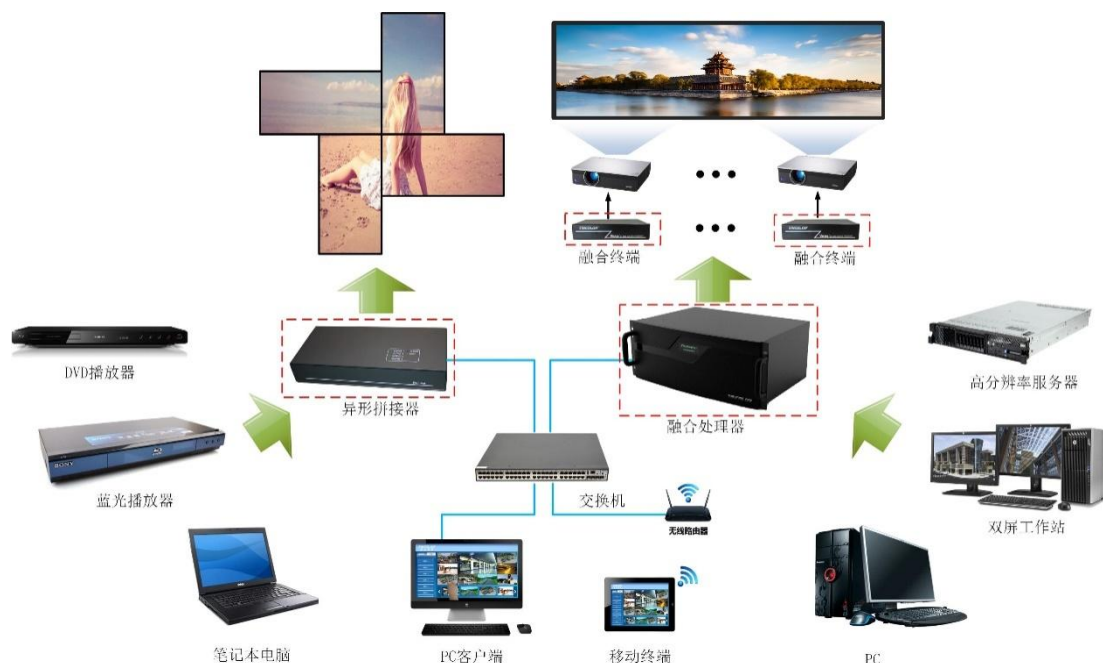 融合终端
融合终端
DVD播放器
异形拼接器
融合处理器
高分辨率服务器
SONY
蓝光播放器
交换机
无线路由器
双屏工作站
笔记本电脑
PC客户端
移动终端
PC